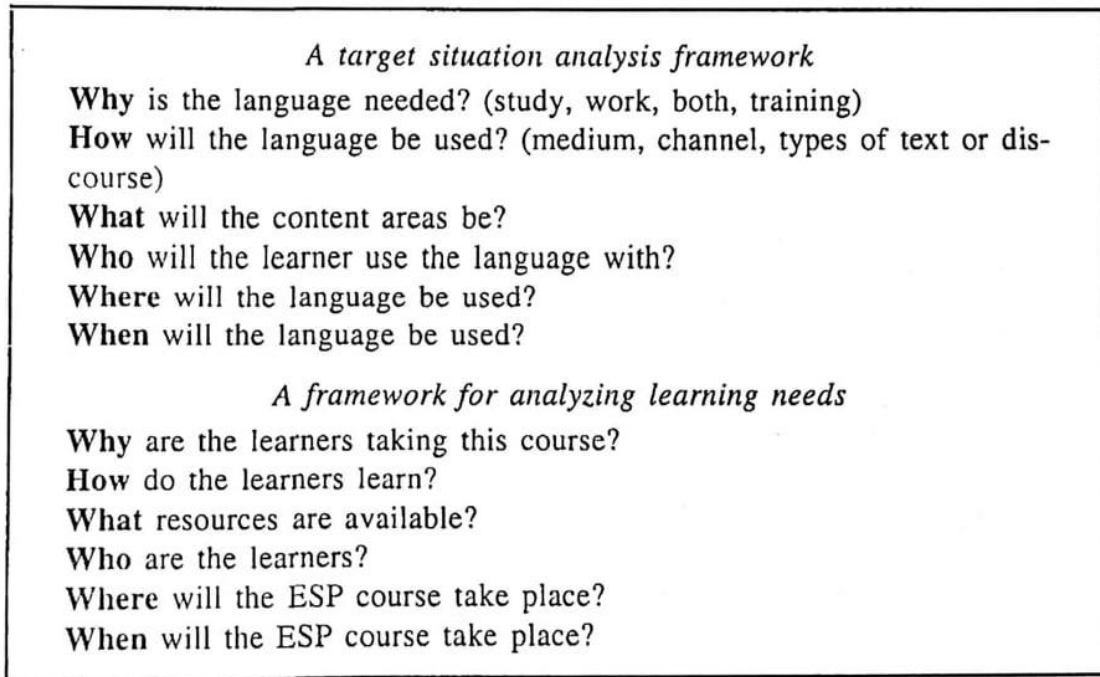 A target situation analysis framework
Why is the language needed? (study, work, both, training)
How will the language be used? (medium, channel, types of text or dis-
course)
What will the content areas be?
Who will the learner use the language with?
Where will the language be used?
When will the language be used?
A framework for analyzing learning needs
Why are the learners taking this course?
How do the learners learn?
What resources are available?
Who are the learners?
Where will the ESP course take place?
When will the ESP course take place?